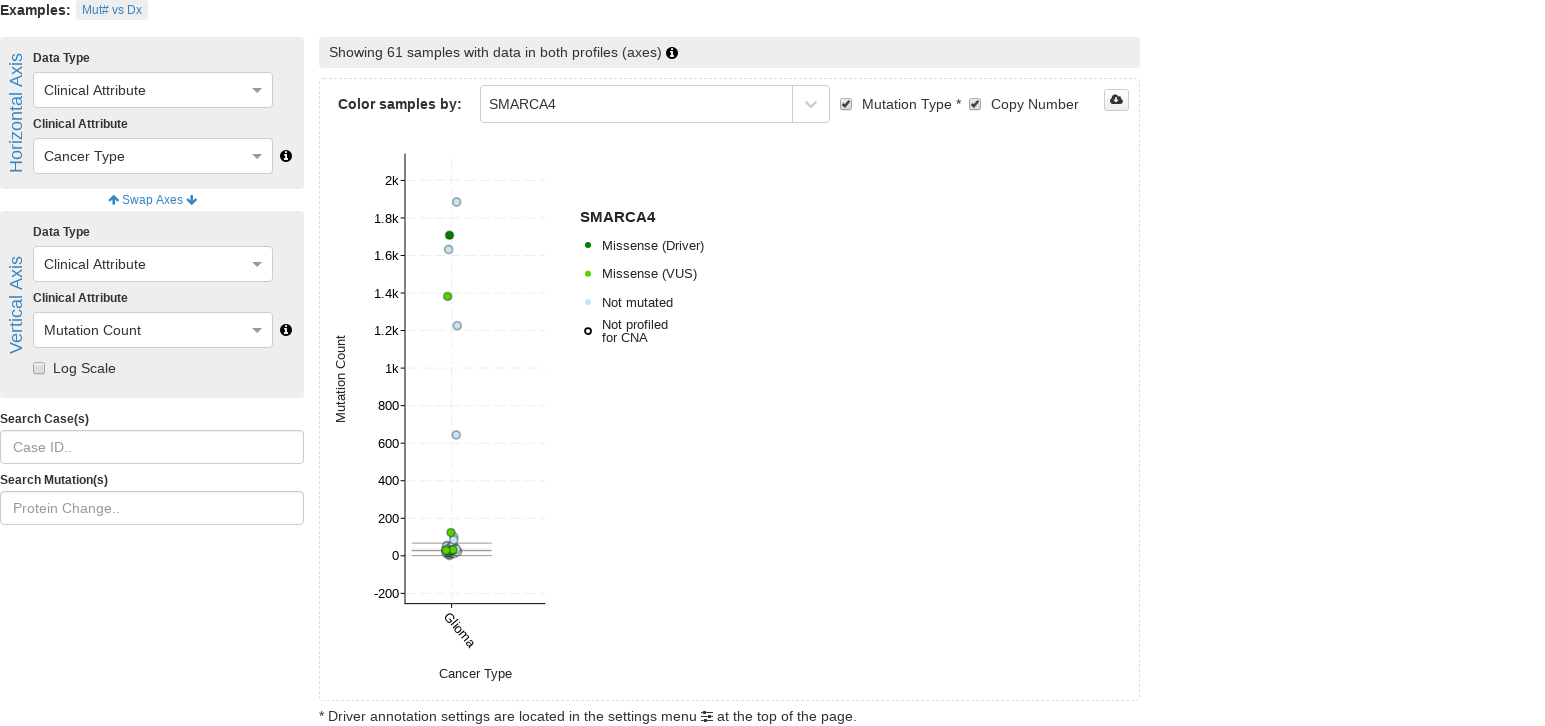 Examples: Mut# vs Dx
Horizontal Axis
Data Type
Clinical Attribute
Clinical Attribute
Cancer Type
Swap Axes
Vertical Axis
Data Type
Clinical Attribute
Clinical Attribute
Mutation Count
Log Scale
Search Case(s)
Case ID..
Search Mutation(s)
Protein Change..
Showing 61 samples with data in both profiles (axes)
Color samples by: SMARCA4 Mutation Type * Copy Number
Mutation Count
2k
1.8k
1.6k
1.4k
1.2k
1k
800
600
400
200
0
-200
Glioma
Cancer Type
SMARCA4
Missense (Driver)
Missense (VUS)
Not mutated
Not profiled
for CNA
* Driver annotation settings are located in the settings menu at the top of the page.